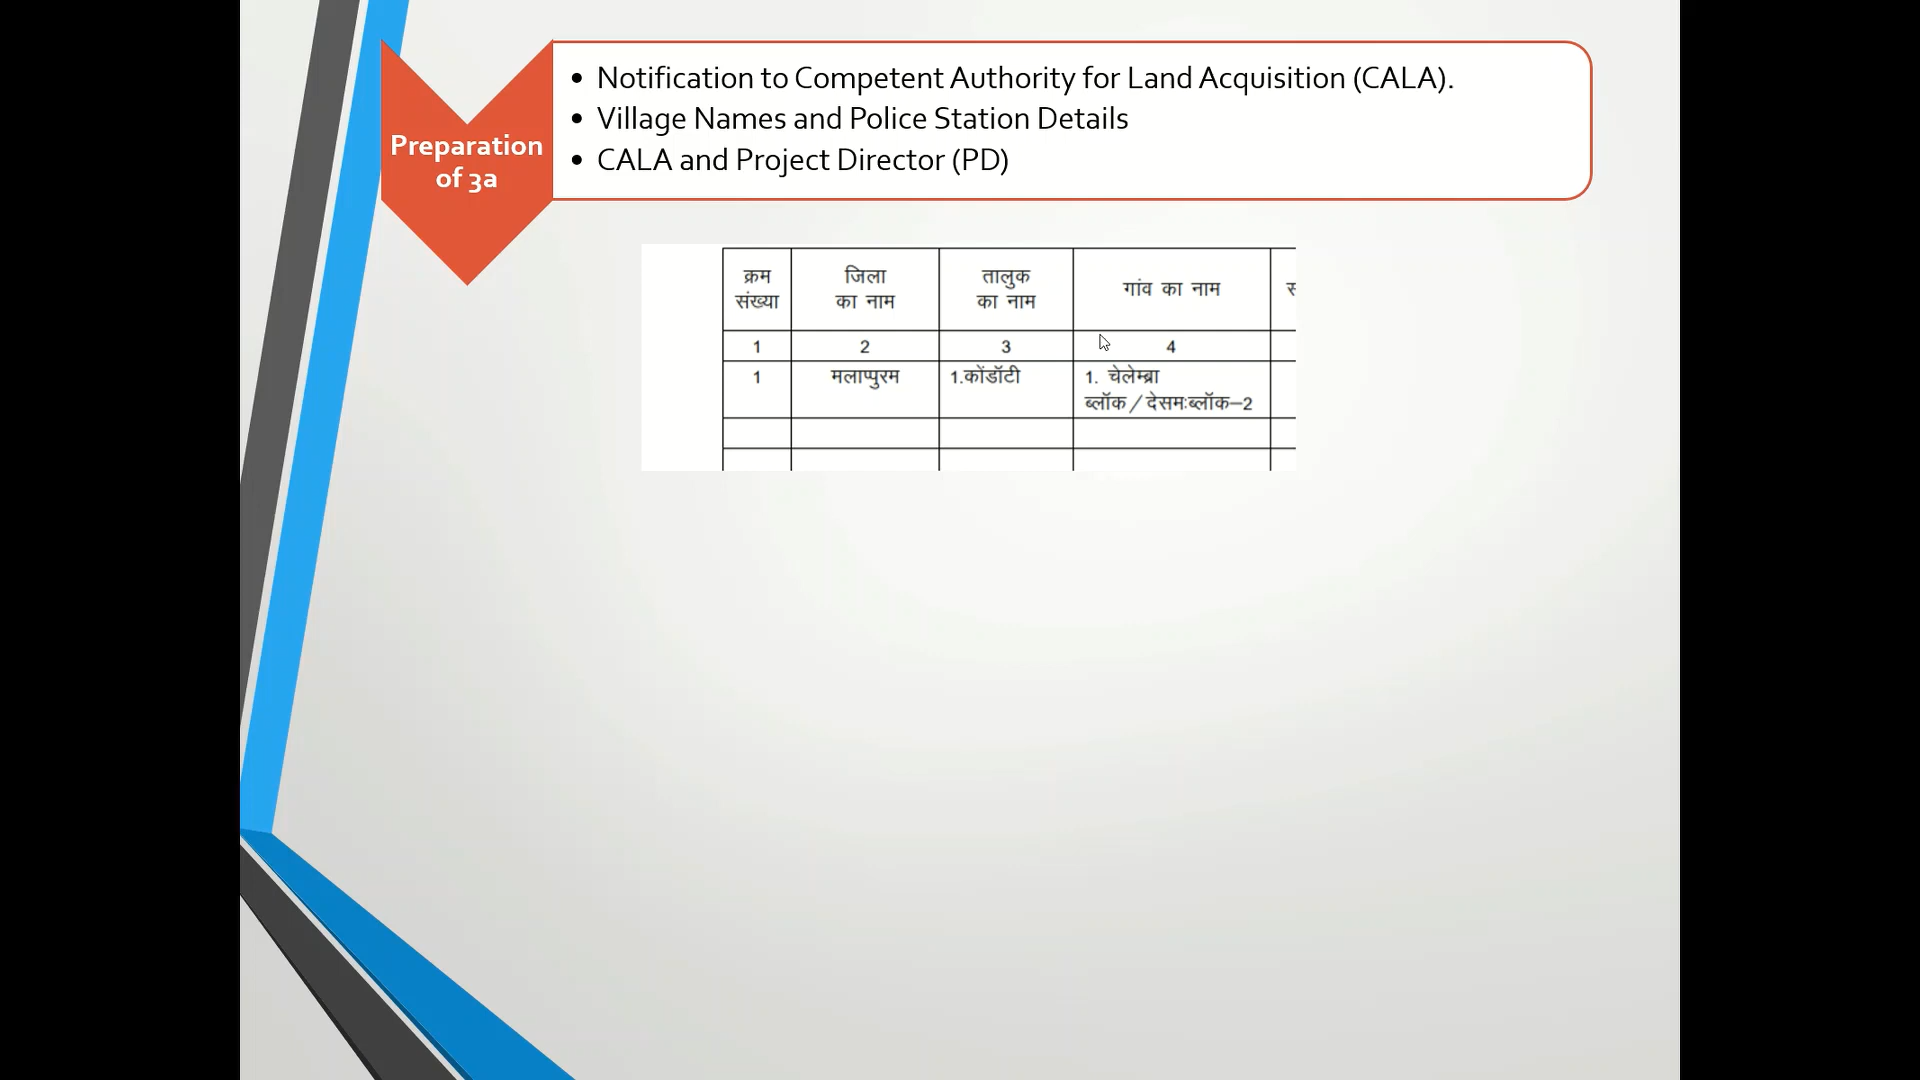 Preparation
of 3a
• Notification to Competent Authority for Land Acquisition (CALA).
• Village Names and Police Station Details
• CALA and Project Director (PD)
क्रम
संख्या
जिला
का नाम
तालुक
का नाम
गांव का नाम
1 2 3 4
1 मलाप्पुरम 1.कोंडॉटी 1. चेलेम्ब्रा
ब्लॉक/देसमःब्लॉक–2